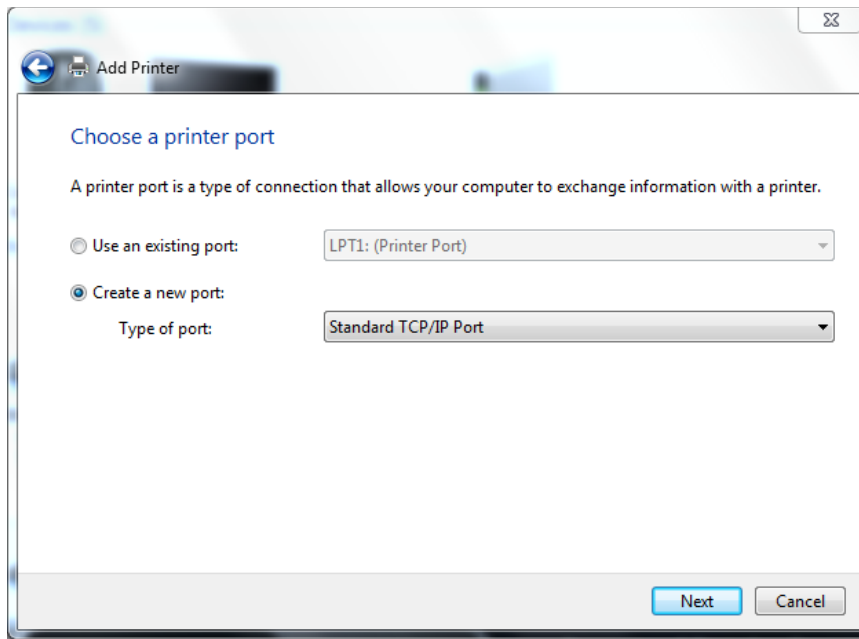 Add Printer
Choose a printer port
A printer port is a type of connection that allows your computer to exchange information with a printer.
Use an existing port: LPT1: (Printer Port)
Create a new port:
Type of port: Standard TCP/IP Port
Next Cancel